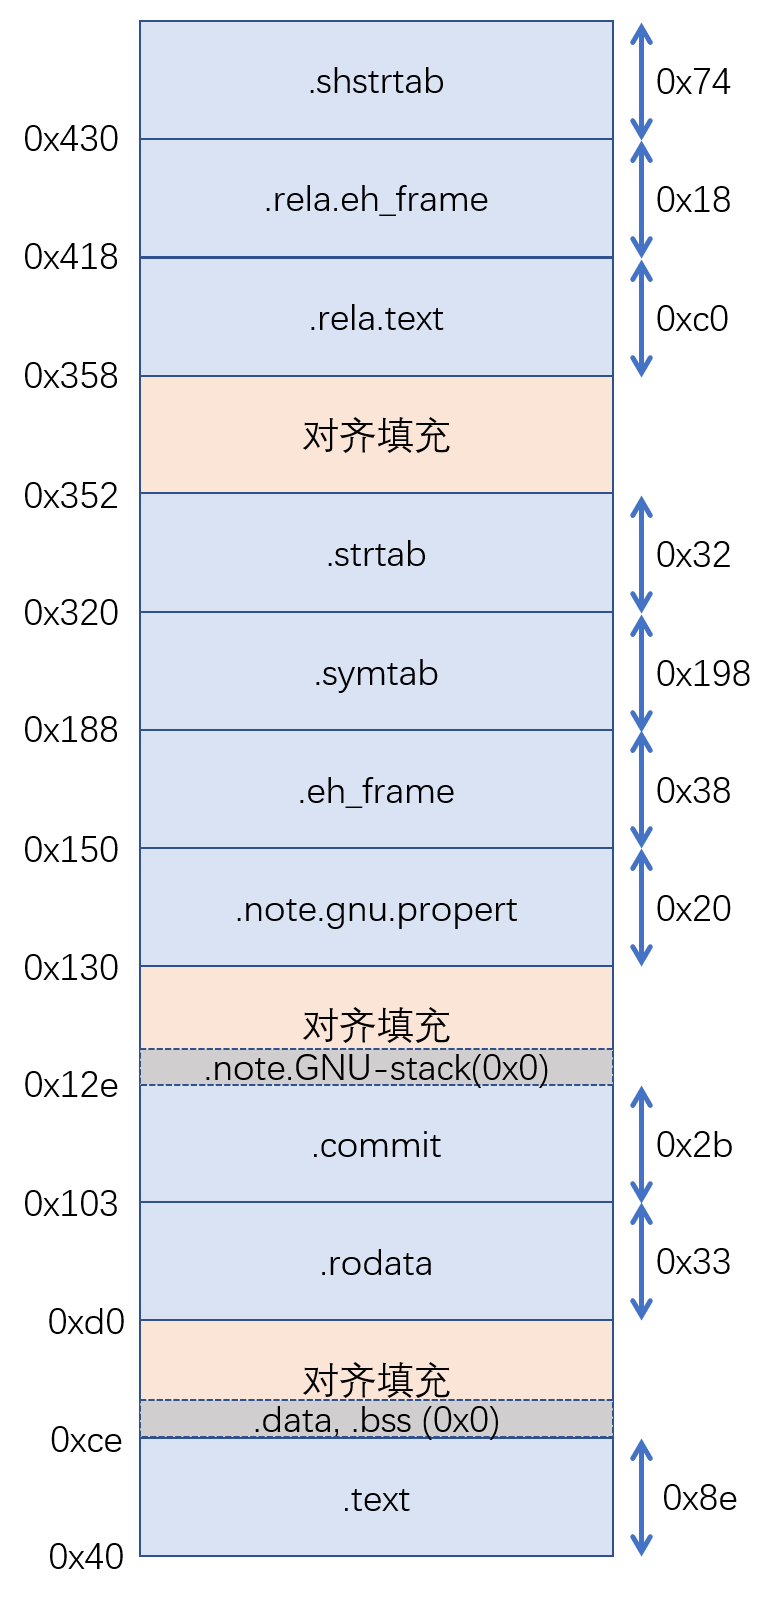 .shstrtab
0x74
0x430
.rela.eh_frame
0x18
0x418
.rela.text
0xc0
0x358
对齐填充
0x352
.strtab
0x32
0x320
.symtab
0x198
0x188
.eh_frame
0x38
0x150
.note.gnu.propert
0x20
0x130
对齐填充
.note.GNU-stack(0x0)
0x12e
.commit
0x2b
0x103
.rodata
0x33
0xd0
对齐填充
.data, .bss (0x0)
0xce
.text
0x8e
0x40